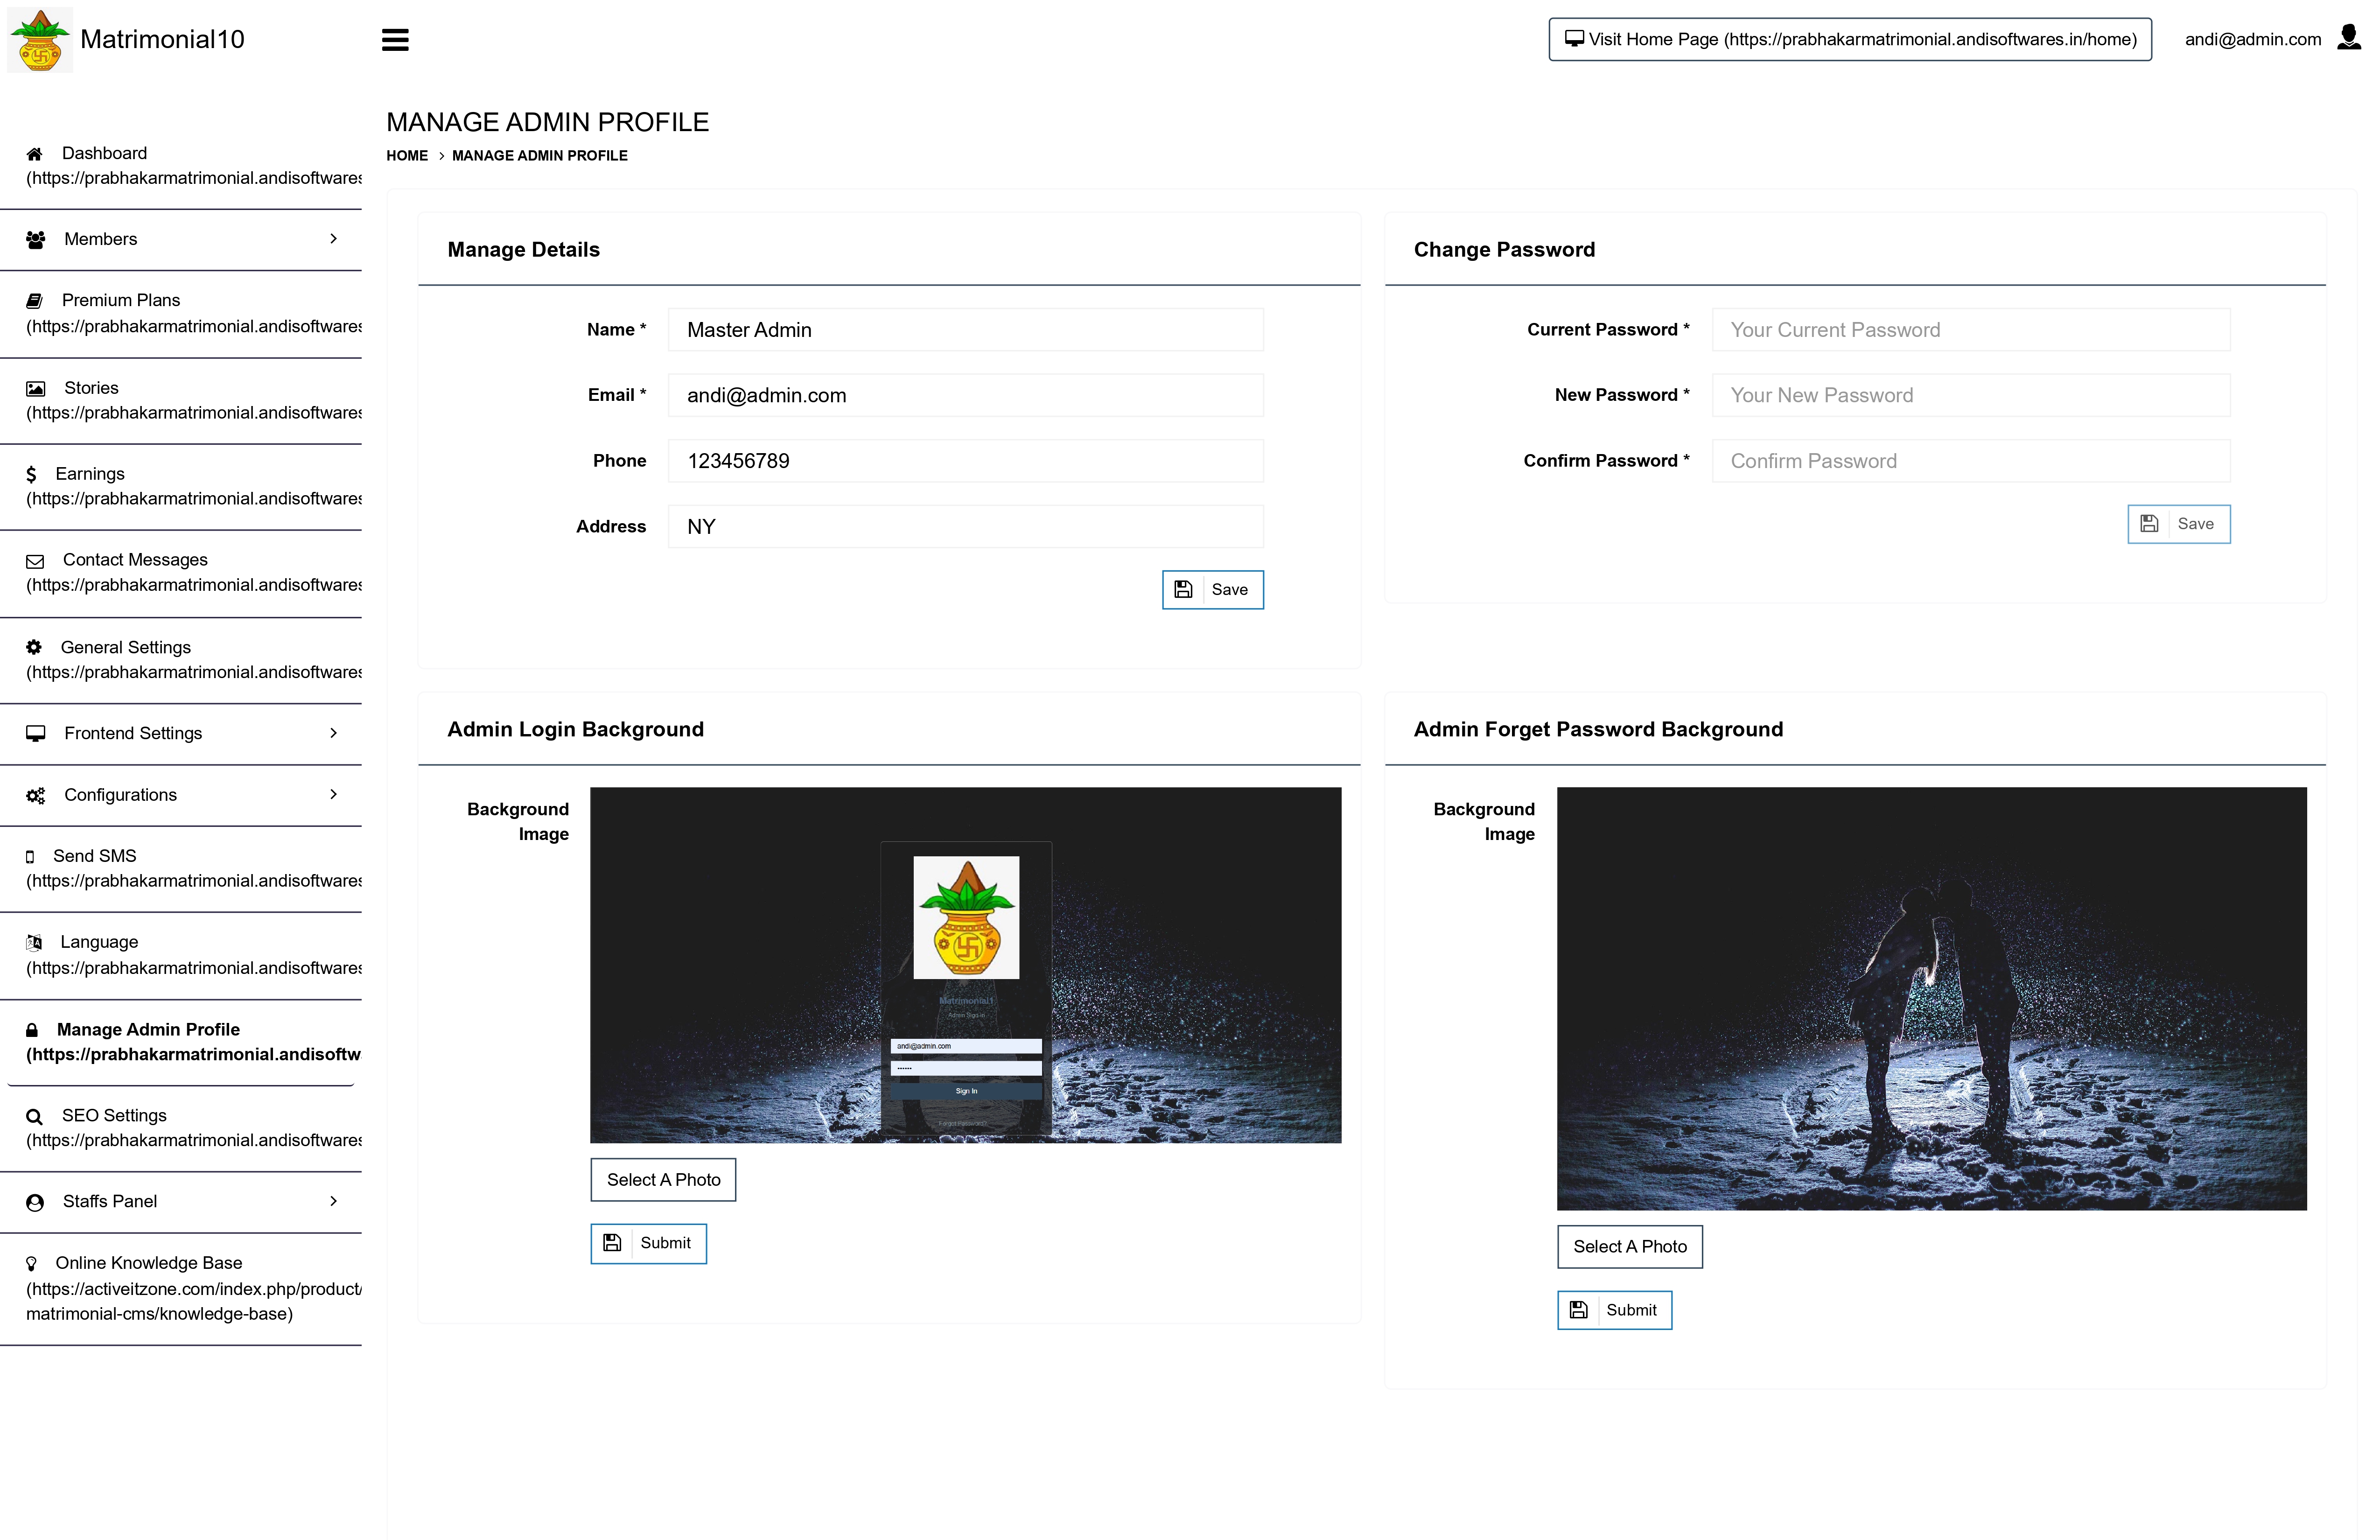 Matrimonial10
Visit Home Page (https://prabhakarmatrimonial.andisoftwares.in/home)
andi@admin.com
Dashboard
(https://prabhakarmatrimonial.andisoftwares
Members
Premium Plans
(https://prabhakarmatrimonial.andisoftwares
Stories
(https://prabhakarmatrimonial.andisoftwares
Earnings
(https://prabhakarmatrimonial.andisoftwares
Contact Messages
(https://prabhakarmatrimonial.andisoftwares
General Settings
(https://prabhakarmatrimonial.andisoftwares
Frontend Settings
Configurations
Send SMS
(https://prabhakarmatrimonial.andisoftwares
Language
(https://prabhakarmatrimonial.andisoftwares
Manage Admin Profile
(https://prabhakarmatrimonial.andisoftw
SEO Settings
(https://prabhakarmatrimonial.andisoftwares
Staffs Panel
Online Knowledge Base
(https://activeitzone.com/index.php/product/
matrimonial-cms/knowledge-base)
MANAGE ADMIN PROFILE
HOME > MANAGE ADMIN PROFILE
Manage Details
Name * Master Admin
Email * andi@admin.com
Phone 123456789
Address NY
Save
Change Password
Current Password * Your Current Password
New Password * Your New Password
Confirm Password * Confirm Password
Save
Admin Login Background
Background
Image
Matrimonial1
Admin Sign In
andi@admin.com
Sign In
Forgot Password?
Select A Photo
Submit
Admin Forget Password Background
Background
Image
Select A Photo
Submit